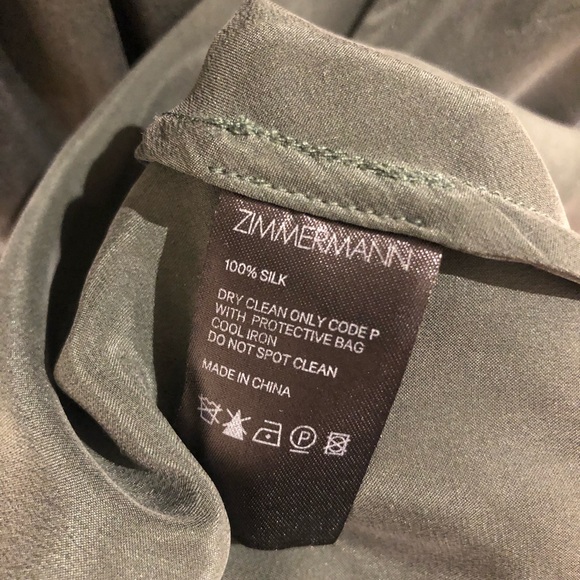 ZIMMERMANN
100% SILK
DRY CLEAN ONLY CODE P
WITH PROTECTIVE BAG
COOL IRON
DO NOT SPOT CLEAN
MADE IN CHINA
P